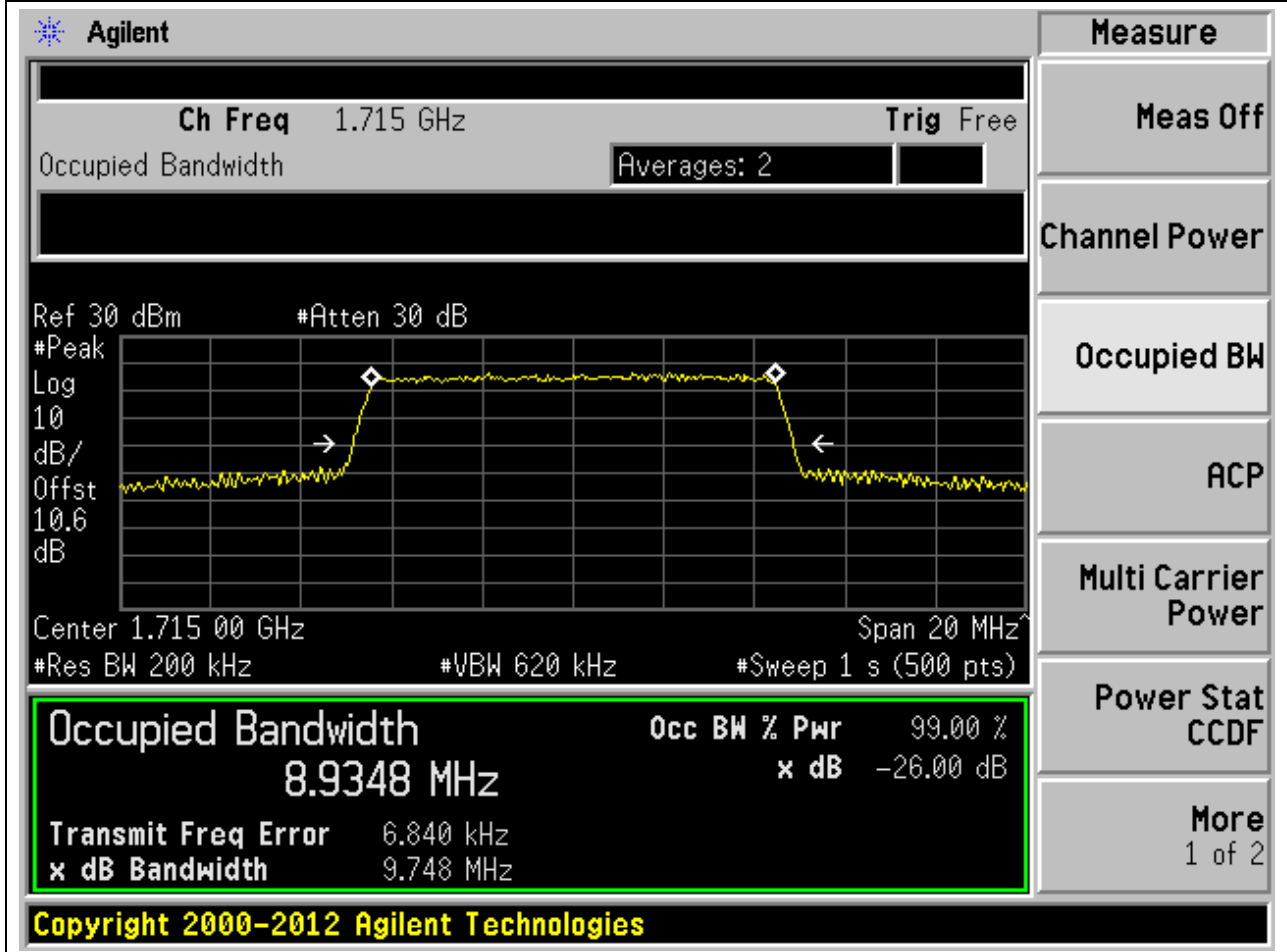 Agilent
Measure
Ch Freq 1.715 GHz Trig Free
Occupied Bandwidth Averages: 2
Meas Off
Channel Power
Occupied BW
ACP
Multi Carrier
Power
Power Stat
CCDF
More
1 of 2
Ref 30 dBm #Atten 30 dB
#Peak
Log
10
dB/
Offst
10.6
dB
Center 1.715 00 GHz Span 20 MHz^
#Res BW 200 kHz #VBW 620 kHz #Sweep 1 s (500 pts)
Occupied Bandwidth Occ BW % Pwr 99.00 %
8.9348 MHz x dB -26.00 dB
Transmit Freq Error 6.840 kHz
x dB Bandwidth 9.748 MHz
Copyright 2000-2012 Agilent Technologies